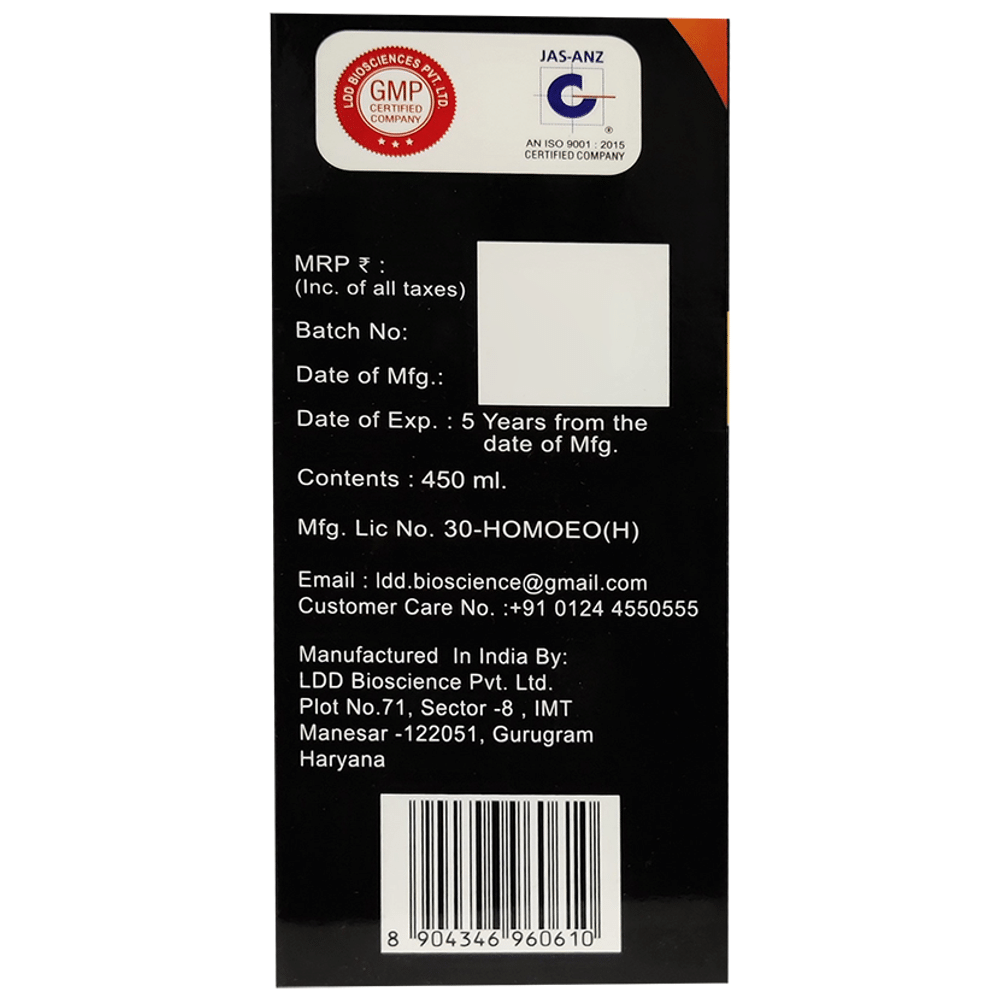 LDD BIOSCIENCES PVT. LTD.
GMP
CERTIFIED
COMPANY
JAS-ANZ
®
AN ISO 9001 : 2015
CERTIFIED COMPANY
MRP ₹ :
(Inc. of all taxes)
Batch No:
Date of Mfg.:
Date of Exp. : 5 Years from the
date of Mfg.
Contents : 450 ml.
Mfg. Lic No. 30-HOMOEO(H)
Email : ldd.bioscience@gmail.com
Customer Care No. :+91 0124 4550555
Manufactured In India By:
LDD Bioscience Pvt. Ltd.
Plot No.71, Sector -8 , IMT
Manesar -122051, Gurugram
Haryana
8 904346 960610